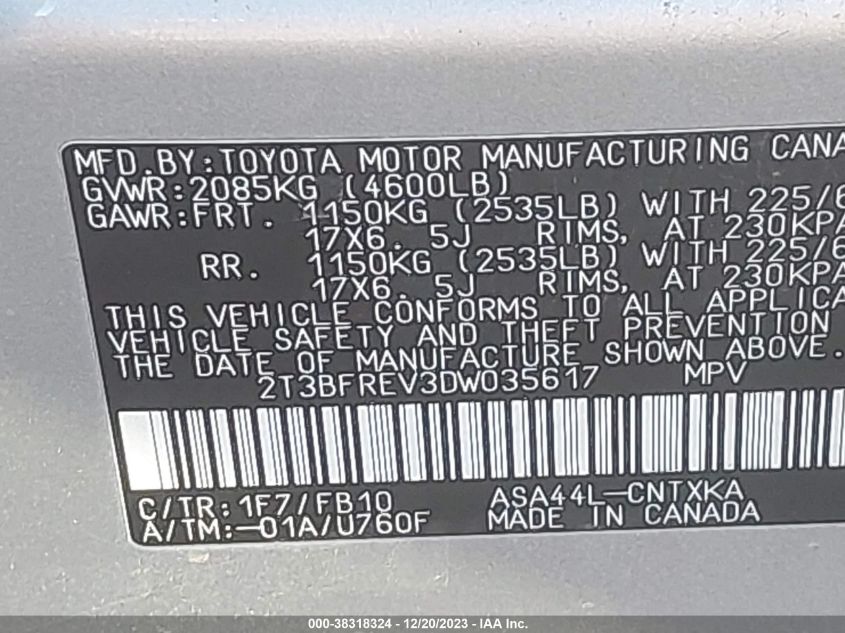 MFD.BY:TOYOTA MOTOR MANUFACTURING CANA
GVWR:2085KG (4600LB)
GAWR:FRT. 1150KG (2535LB) WITH 225/6
17X6.5J RIMS, AT 230KPA
RR. 1150KG (2535LB) WITH 225/6
17X6.5J RIMS, AT 230KPA
THIS VEHICLE CONFORMS TO ALL APPLICA
VEHICLE SAFETY AND THEFT PREVENTION
THE DATE OF MANUFACTURE SHOWN ABOVE.
2T3BFREV3DW035617 MPV
C/TR:1F7/FB10 ASA44L-CNTXKA
A/TM:-01A/U760F MADE IN CANADA
000-38318324 - 12/20/2023 - IAA Inc.